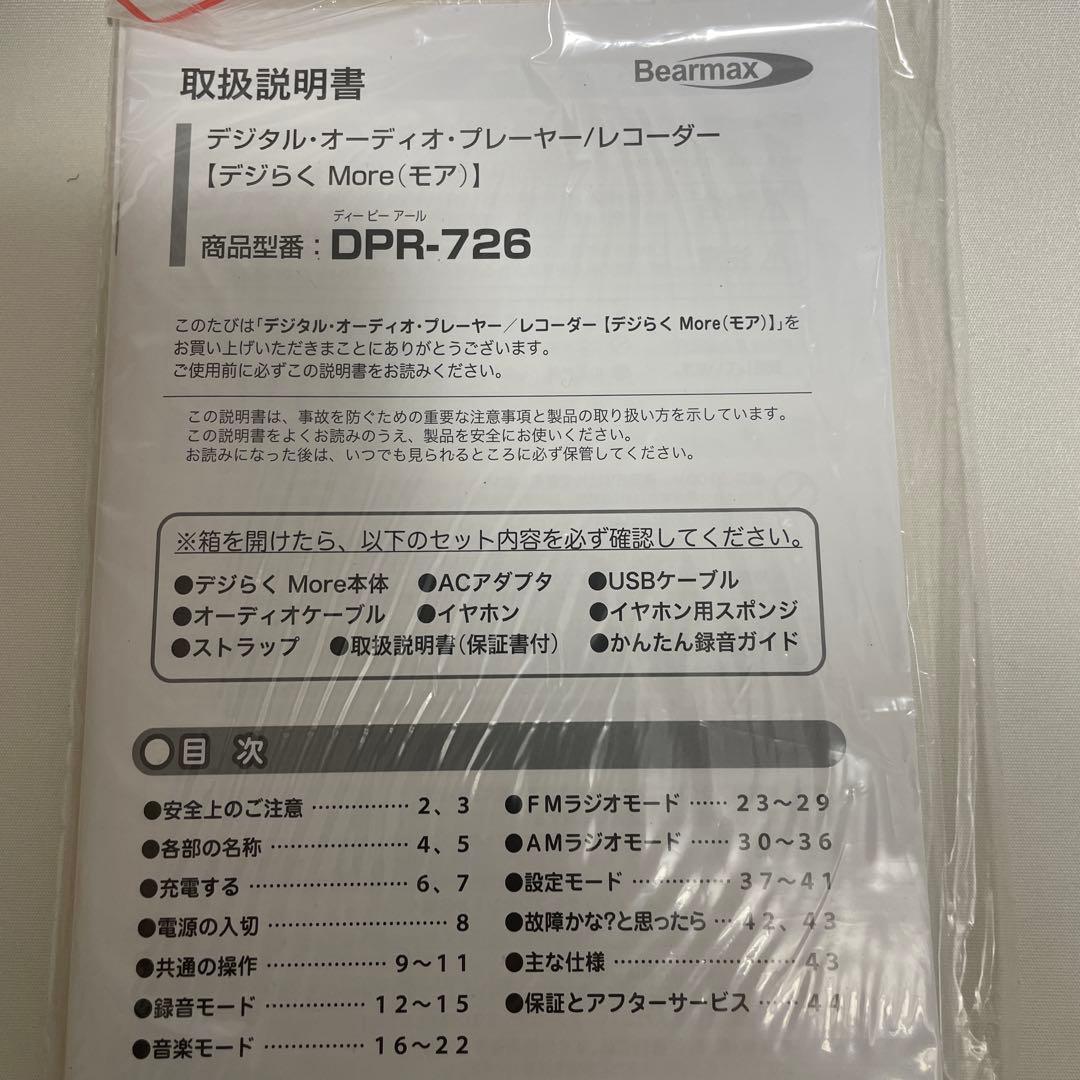 取扱説明書
Bearmax
デジタル・オーディオ・プレーヤー/レコーダー
【デジらく More(モア)】
ディー ピー アール
商品型番：DPR-726
このたびは「デジタル・オーディオ・プレーヤー／レコーダー【デジらく More(モア)】」を
お買い上げいただきまことにありがとうございます。
ご使用前に必ずこの説明書をお読みください。
この説明書は、事故を防ぐための重要な注意事項と製品の取り扱い方を示しています。
この説明書をよくお読みのうえ、製品を安全にお使いください。
お読みになった後は、いつでも見られるところに必ず保管してください。
※箱を開けたら、以下のセット内容を必ず確認してください。
●デジらく More本体 ●ACアダプタ ●USBケーブル
●オーディオケーブル ●イヤホン ●イヤホン用スポンジ
●ストラップ ●取扱説明書(保証書付) ●かんたん録音ガイド
目 次
●安全上のご注意 ……………… 2、3
●各部の名称 …………………… 4、5
●充電する ……………………… 6、7
●電源の入切 …………………………… 8
●共通の操作 ………………… 9〜11
●録音モード ……………… 12〜15
●音楽モード ……………… 16〜22
●FMラジオモード …… 23〜29
●AMラジオモード …… 30〜36
●設定モード …………… 37〜41
●故障かな?と思ったら … 42、43
●主な仕様 ………………………… 43
●保証とアフターサービス …… 44